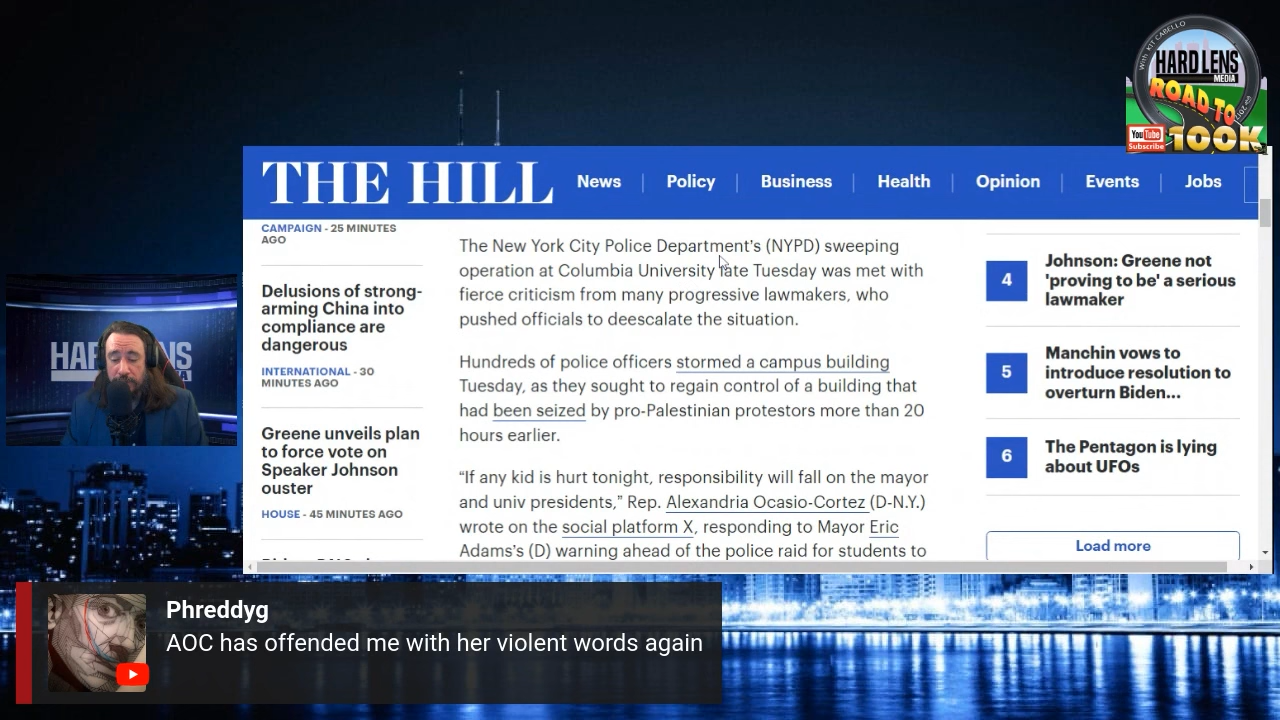 With KIT CABELLO
HARD LENS
MEDIA
ROAD TO
100K
YouTube
Subscribe
THE HILL
News
Policy
Business
Health
Opinion
Events
Jobs
CAMPAIGN - 25 MINUTES
AGO
Delusions of strong-
arming China into
compliance are
dangerous
INTERNATIONAL - 30
MINUTES AGO
Greene unveils plan
to force vote on
Speaker Johnson
ouster
HOUSE - 45 MINUTES AGO
The New York City Police Department’s (NYPD) sweeping
operation at Columbia University late Tuesday was met with
fierce criticism from many progressive lawmakers, who
pushed officials to deescalate the situation.
Hundreds of police officers stormed a campus building
Tuesday, as they sought to regain control of a building that
had been seized by pro-Palestinian protestors more than 20
hours earlier.
“If any kid is hurt tonight, responsibility will fall on the mayor
and univ presidents,” Rep. Alexandria Ocasio-Cortez (D-N.Y.)
wrote on the social platform X, responding to Mayor Eric
Adams’s (D) warning ahead of the police raid for students to
4
Johnson: Greene not
'proving to be' a serious
lawmaker
5
Manchin vows to
introduce resolution to
overturn Biden...
6
The Pentagon is lying
about UFOs
Load more
Phreddyg
AOC has offended me with her violent words again